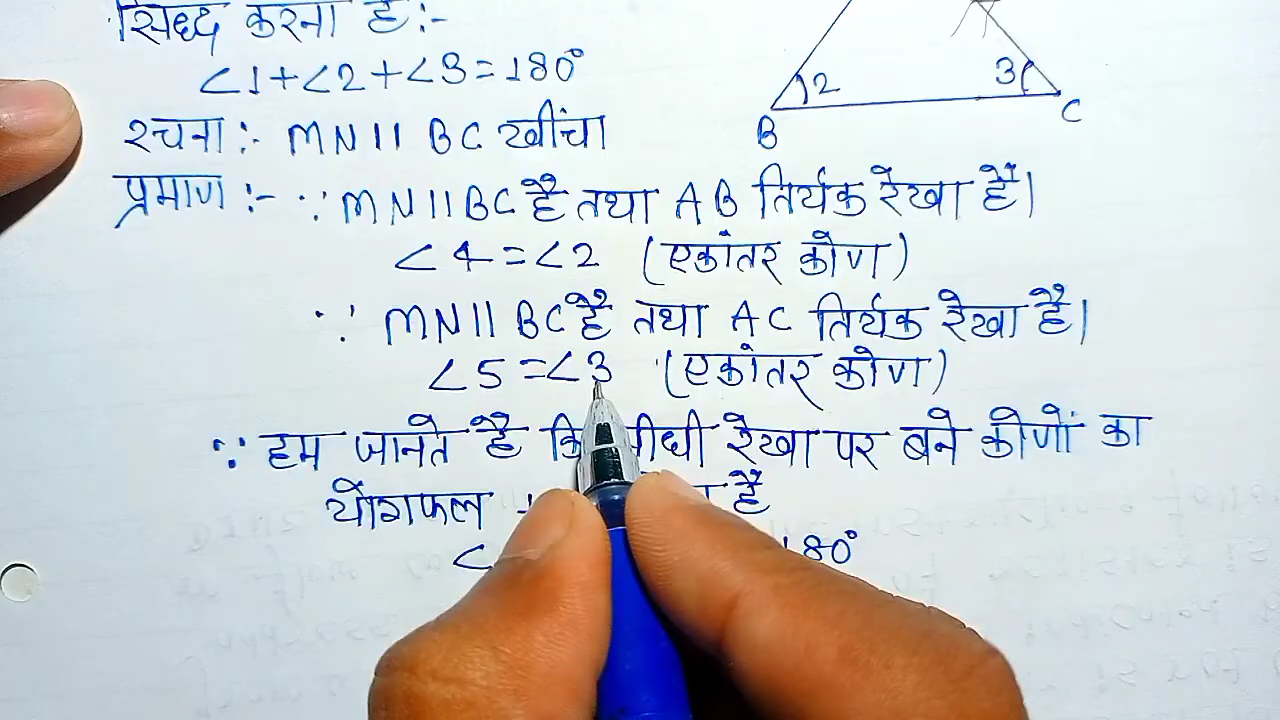 सिध्द करना है:-
∠1+∠2+∠3=180°
रचना:- MN || BC खींचा
प्रमाण:- ∵ MN||BC है तथा AB तिर्यक रेखा है।
∠4=∠2 (एकांतर कोण)
∵ MN|| BC है तथा AC तिर्यक रेखा है।
∠5=∠3 (एकांतर कोण)
∵ हम जानते है कि सीधी रेखा पर बने कोणों का
योगफल है
∠ 180°
2 3
B C